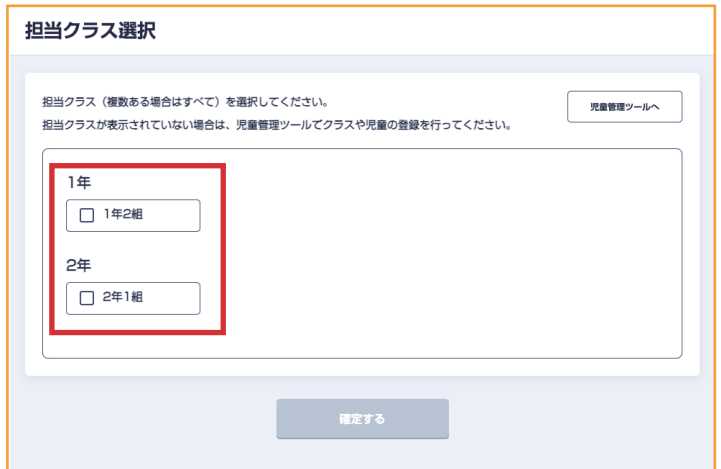 担当クラス選択
担当クラス（複数ある場合はすべて）を選択してください。
児童管理ツールへ
担当クラスが表示されていない場合は、児童管理ツールでクラスや児童の登録を行ってください。
1年
1年2組
2年
2年1組
確定する